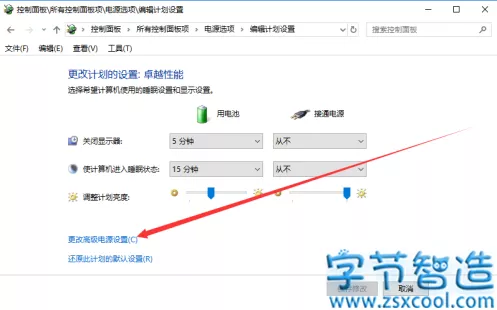 控制面板\所有控制面板项\电源选项\编辑计划设置
控制面板 › 所有控制面板项 › 电源选项 › 编辑计划设置
搜索控制面板
文件(F) 编辑(E) 查看(V) 工具(T)
更改计划的设置: 卓越性能
选择希望计算机使用的睡眠设置和显示设置。
用电池 接通电源
关闭显示器: 5 分钟 从不
使计算机进入睡眠状态: 15 分钟 从不
调整计划亮度:
更改高级电源设置(C)
还原此计划的默认设置(R)
取消
字节智造
www.zsxcool.com